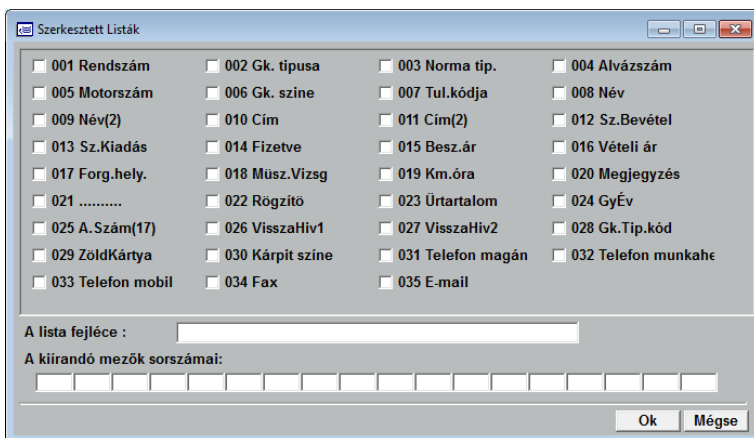 Szerkesztett Listák
001 Rendszám 002 Gk. tipusa 003 Norma tip. 004 Alvázszám
005 Motorszám 006 Gk. szine 007 Tul.kódja 008 Név
009 Név(2) 010 Cím 011 Cím(2) 012 Sz.Bevétel
013 Sz.Kiadás 014 Fizetve 015 Besz.ár 016 Vételi ár
017 Forg.hely. 018 Müsz.Vizsg 019 Km.óra 020 Megjegyzés
021 .......... 022 Rögzítö 023 Ürtartalom 024 GyÉv
025 A.Szám(17) 026 VisszaHiv1 027 VisszaHiv2 028 Gk.Tip.kód
029 ZöldKártya 030 Kárpit színe 031 Telefon magán 032 Telefon munkahe
033 Telefon mobil 034 Fax 035 E-mail
A lista fejléce :
A kiírandó mezők sorszámai:
Ok Mégse